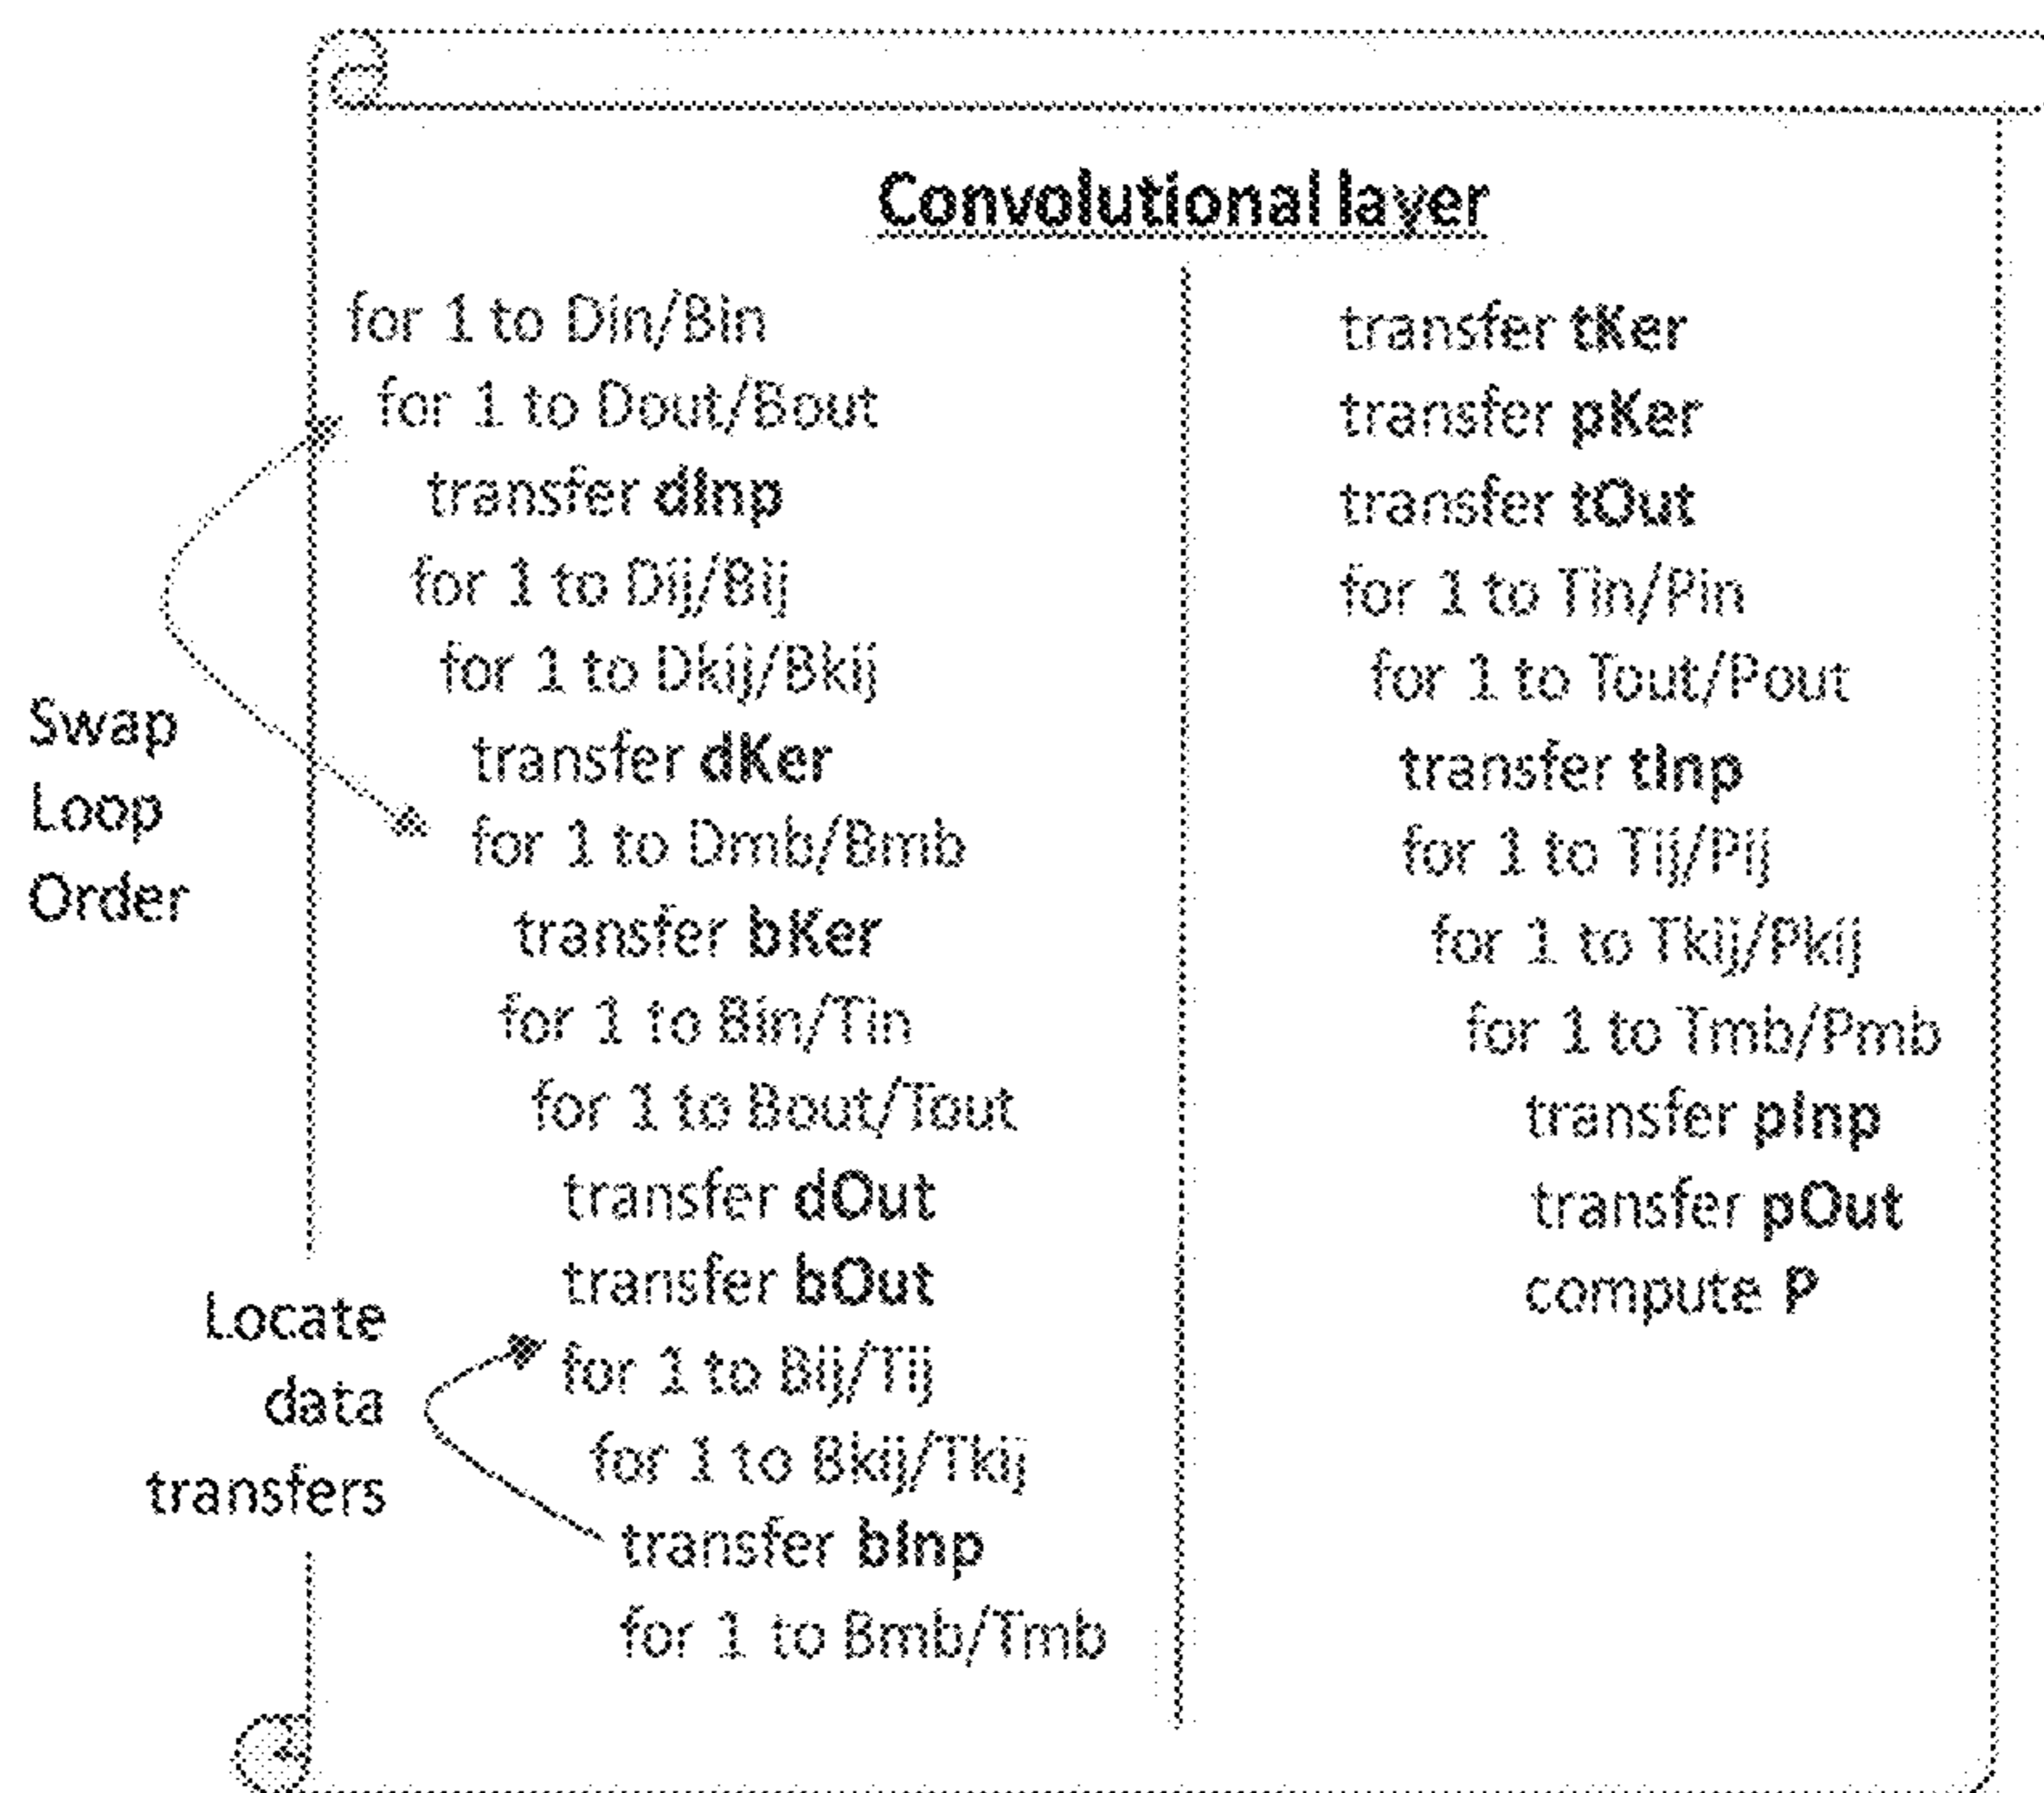 Convolutional layer
for 1 to Din/Bin
for 1 to Dout/Bout
transfer dInp
for 1 to Dij/Bij
for 1 to Dkij/Bkij
transfer dKer
for 1 to Dmb/Bmb
transfer bKer
for 1 to Bin/Tin
for 1 to Bout/Tout
transfer dOut
transfer bOut
for 1 to Bij/Tij
for 1 to Bkij/Tkij
transfer bInp
for 1 to Bmb/Tmb
transfer tKer
transfer pKer
transfer tOut
for 1 to Tin/Pin
for 1 to Tout/Pout
transfer tInp
for 1 to Tij/Pij
for 1 to Tkij/Pkij
for 1 to Tmb/Pmb
transfer pInp
transfer pOut
compute P
Swap
Loop
Order
Locate
data
transfers